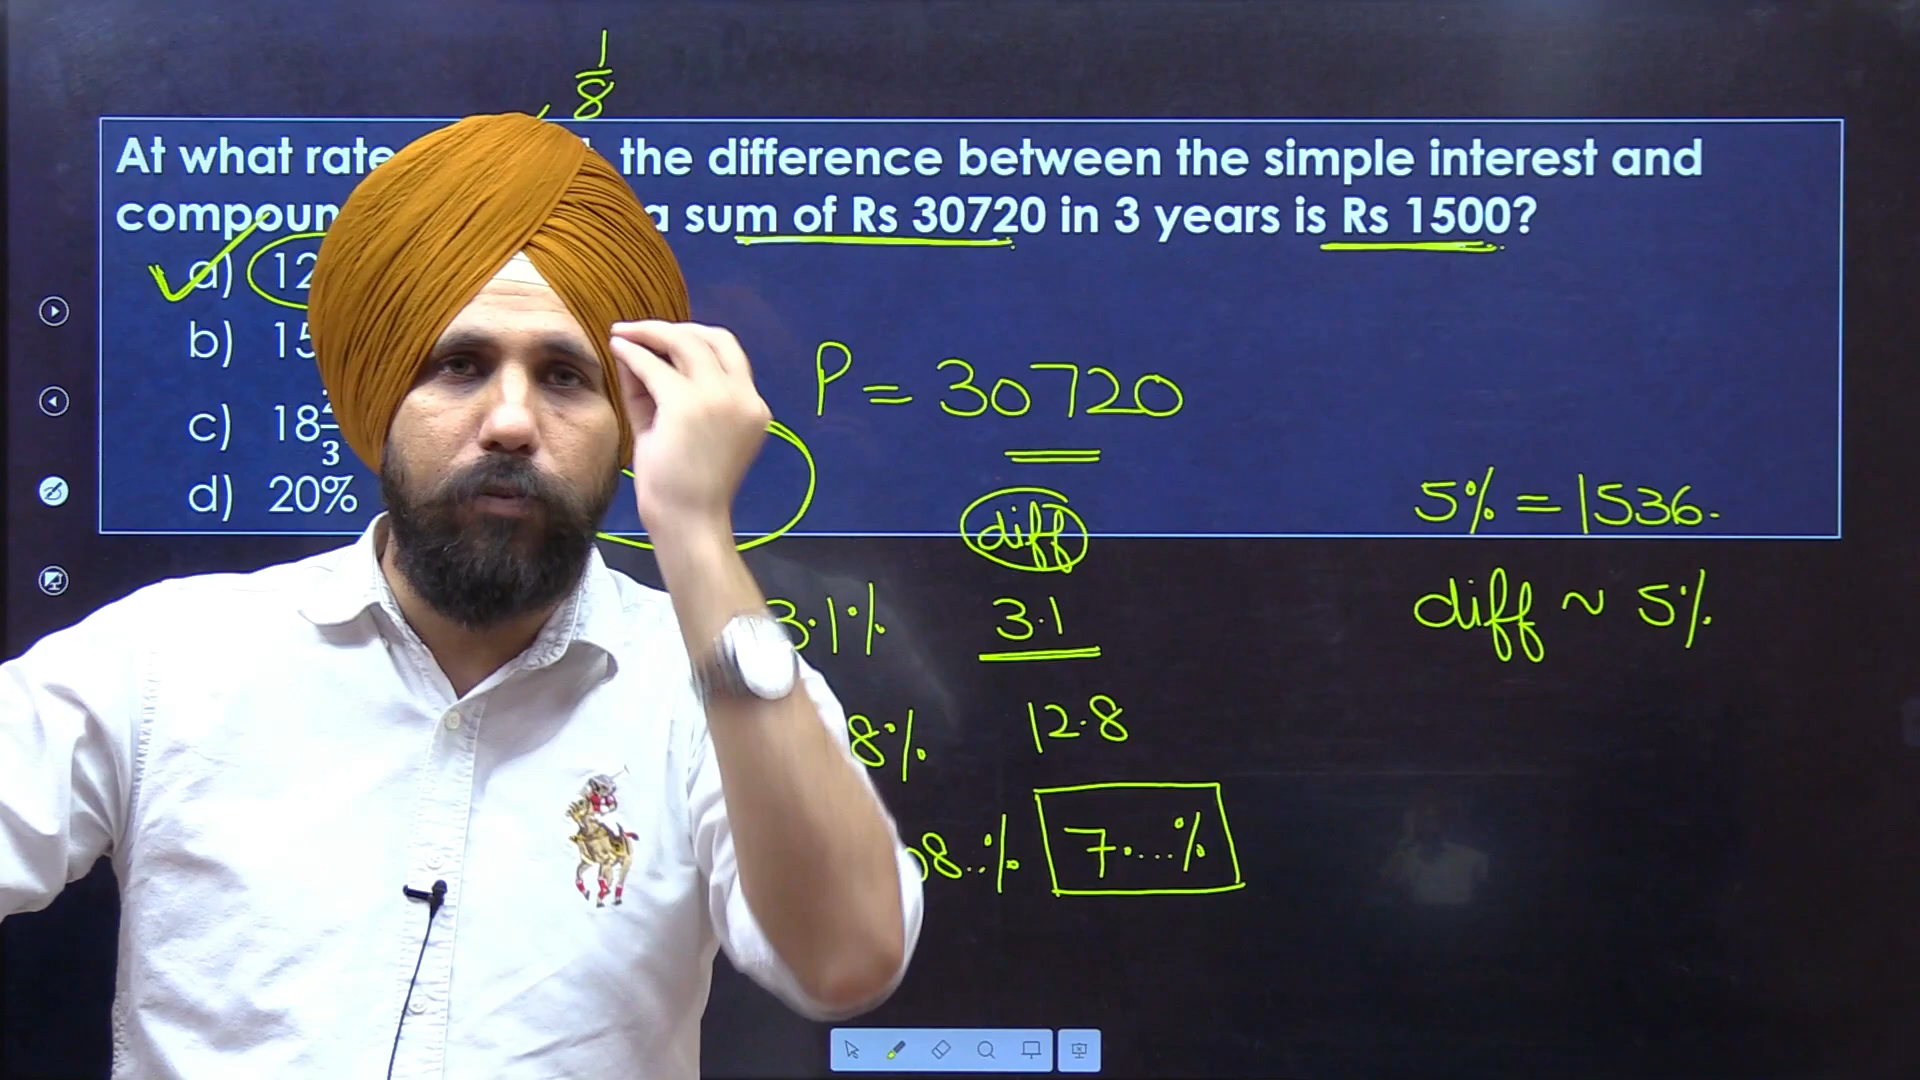 1
8
At what rate the difference between the simple interest and
a sum of Rs 30720 in 3 years is Rs 1500?
a) 12
b) 15
c) 18
3
d) 20%
P = 30720
diff
5% = 1536.
diff ~ 5%
3.1% 3.1
8% 12.8
8..% 7....%